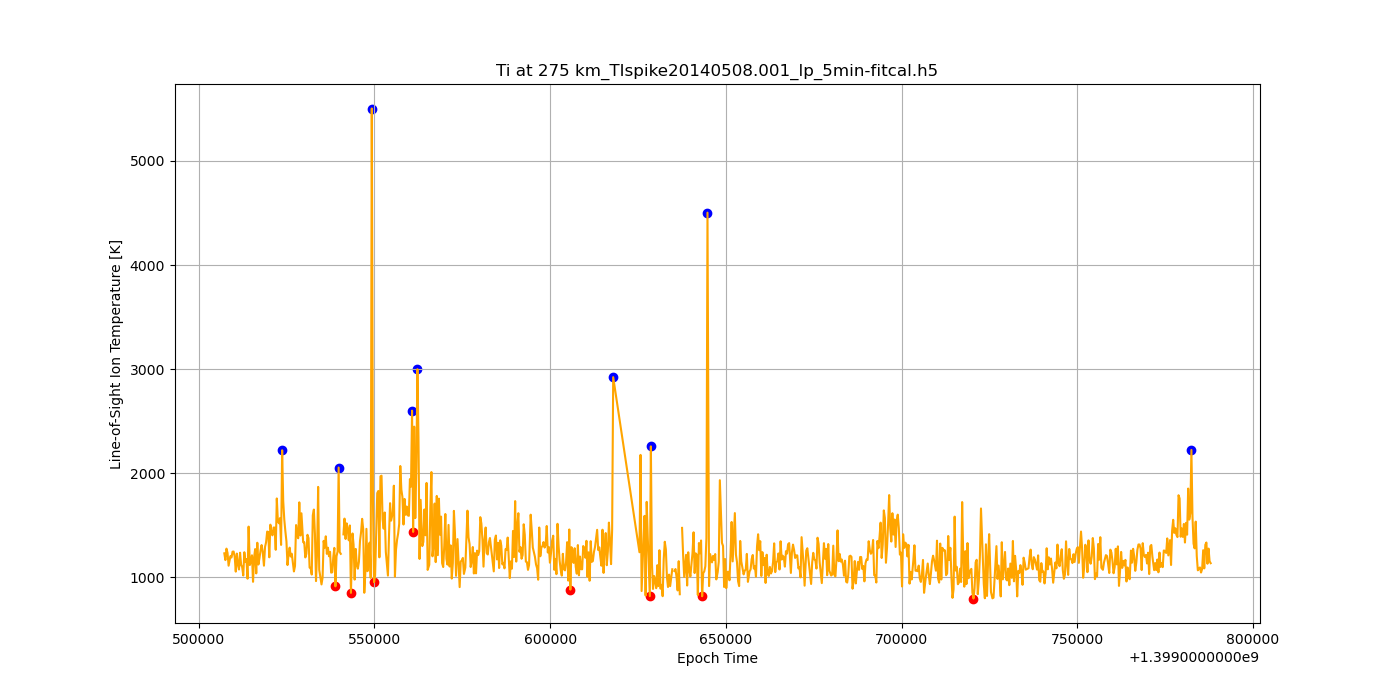 Ti at 275 km_TIspike20140508.001_lp_5min-fitcal.h5
Line-of-Sight Ion Temperature [K]
5000
4000
3000
2000
1000
500000 550000 600000 650000 700000 750000 800000
Epoch Time
+1.3990000000e9